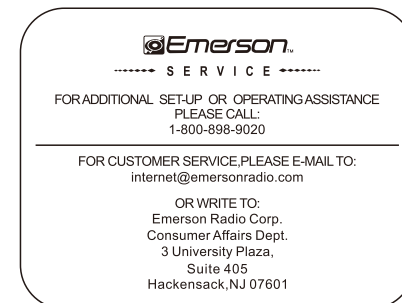 Emerson™
SERVICE
FOR ADDITIONAL SET-UP OR OPERATING ASSISTANCE
PLEASE CALL:
1-800-898-9020
FOR CUSTOMER SERVICE,PLEASE E-MAIL TO:
internet@emersonradio.com
OR WRITE TO:
Emerson Radio Corp.
Consumer Affairs Dept.
3 University Plaza,
Suite 405
Hackensack,NJ 07601